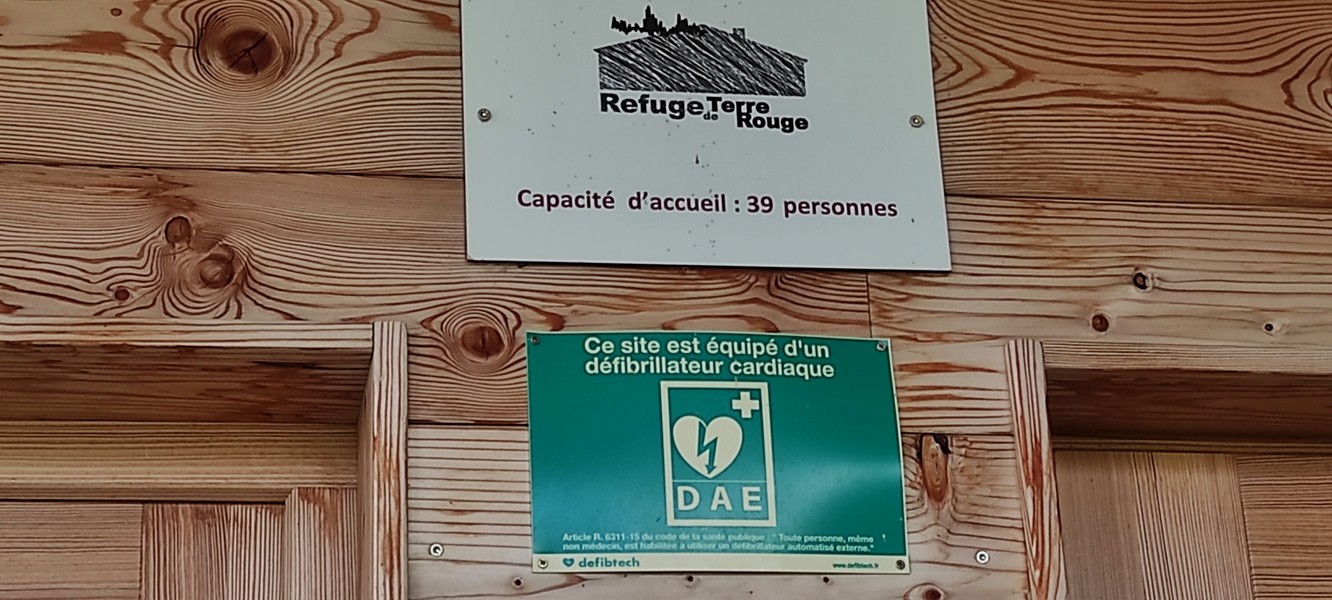 Refuge de Terre Rouge
Capacité d'accueil : 39 personnes
Ce site est équipé d'un
défibrillateur cardiaque
DAE
Article R. 6311-15 du code de la santé publique : " Toute personne, même
non médecin, est habilitée à utiliser un défibrillateur automatisé externe."
defibtech
www.defibtech.fr